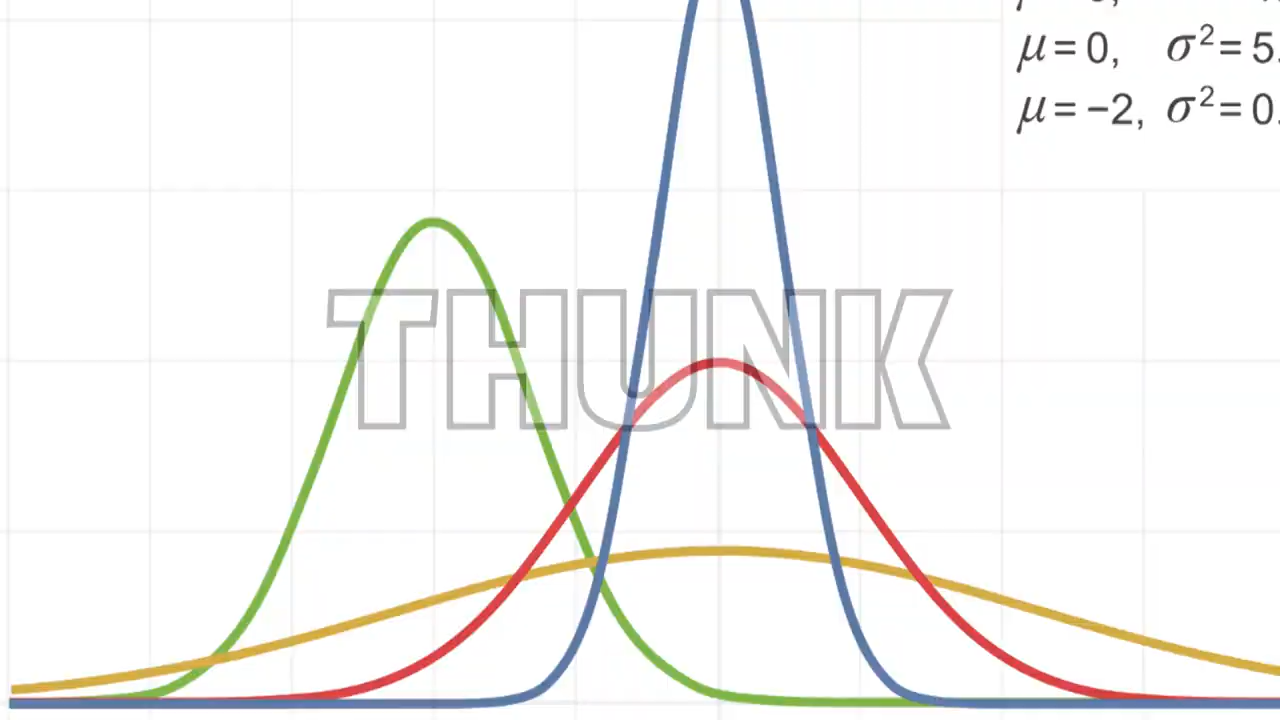 μ = 0, σ² = 5.
μ = −2, σ² = 0.
THUNK